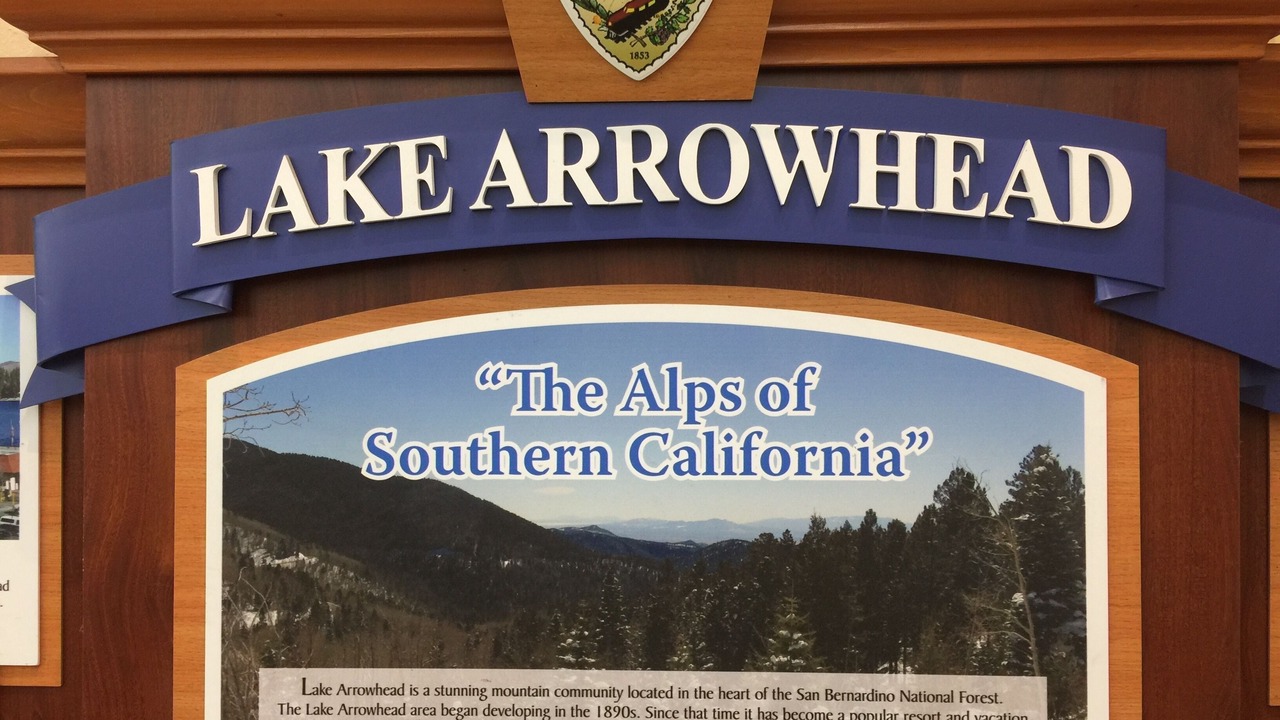 1853
LAKE ARROWHEAD
“The Alps of
Southern California”
Lake Arrowhead is a stunning mountain community located in the heart of the San Bernardino National Forest.
The Lake Arrowhead area began developing in the 1890s. Since that time it has become a popular resort and vacation